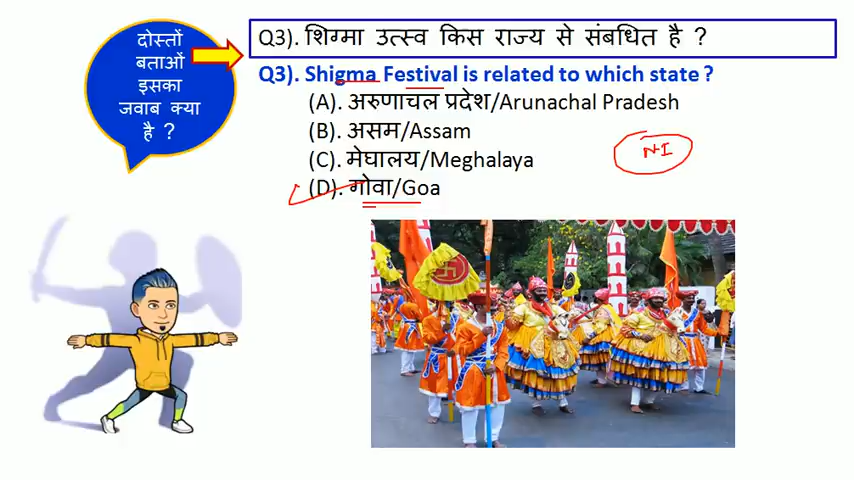 दोस्तों
बताओं
इसका
जवाब क्या
है ?
Q3). शिग्मा उत्स्व किस राज्य से संबधित है ?
Q3). Shigma Festival is related to which state ?
(A). अरुणाचल प्रदेश/Arunachal Pradesh
(B). असम/Assam
(C). मेघालय/Meghalaya
(D). गोवा/Goa
NI